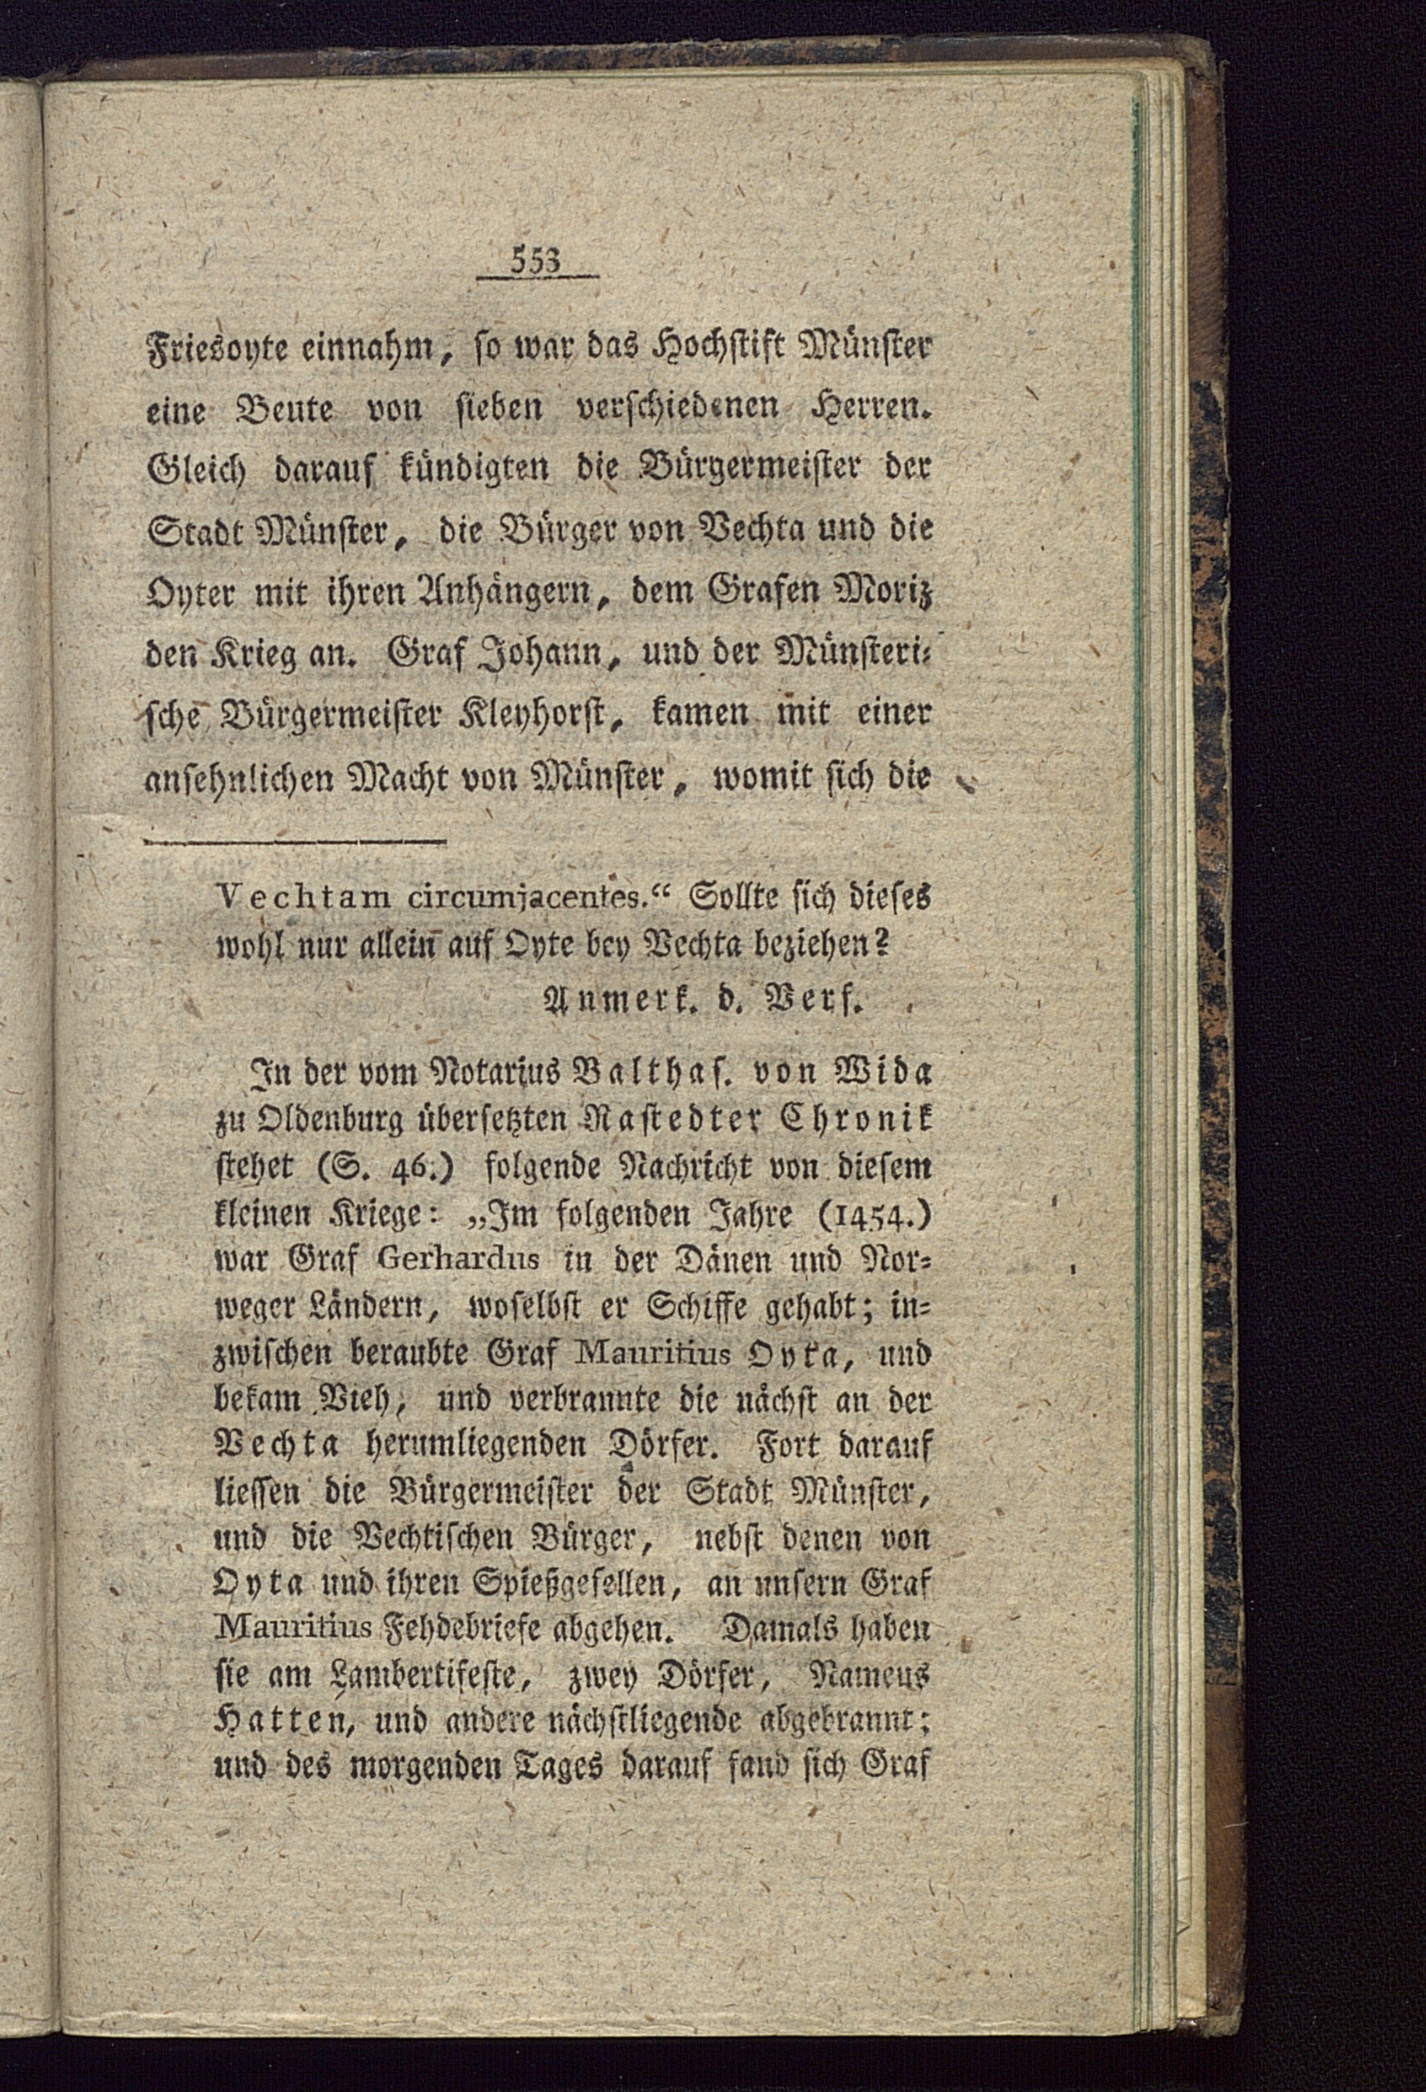 553
Friesoyte einnahm, so war das Hochstift Münster
eine Beute von sieben verschiedenen Herren.
Gleich darauf kündigten die Bürgermeister der
Stadt Münster, die Bürger von Vechta und die
Oyter mit ihren Anhängern, dem Grafen Moriz
den Krieg an. Graf Johann, und der Münsteri-
sche Bürgermeister Kleyhorst, kamen mit einer
ansehnlichen Macht von Münster, womit sich die
Vechtam circumjacentes.“ Sollte sich dieses
wohl nur allein auf Oyte bey Vechta beziehen?
Anmerk. d. Verf.
In der vom Notarius Balthas. von Wida
zu Oldenburg übersetzten Rastedter Chronik
stehet (S. 46.) folgende Nachricht von diesem
kleinen Kriege: „Im folgenden Jahre (1454.)
war Graf Gerhardus in der Dänen und Nor-
weger Ländern, woselbst er Schiffe gehabt; in-
zwischen beraubte Graf Mauritius Oyta, und
bekam Vieh, und verbrannte die nächst an der
Vechta herumliegenden Dörfer. Fort darauf
liessen die Bürgermeister der Stadt Münster,
und die Vechtischen Bürger, nebst denen von
Oyta und ihren Spießgesellen, an unsern Graf
Mauritius Fehdebriefe abgehen. Damals haben
sie am Lambertifeste, zwey Dörfer, Namens
Hatten, und andere nächstliegende abgebrannt;
und des morgenden Tages darauf fand sich Graf